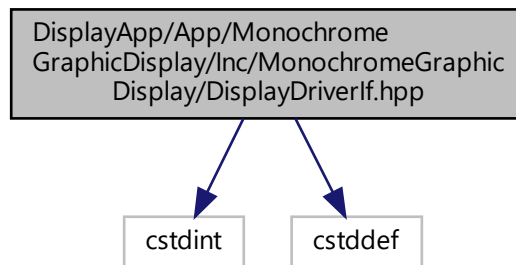 DisplayApp/App/Monochrome
GraphicDisplay/Inc/MonochromeGraphic
Display/DisplayDriverIf.hpp
cstdint
cstddef